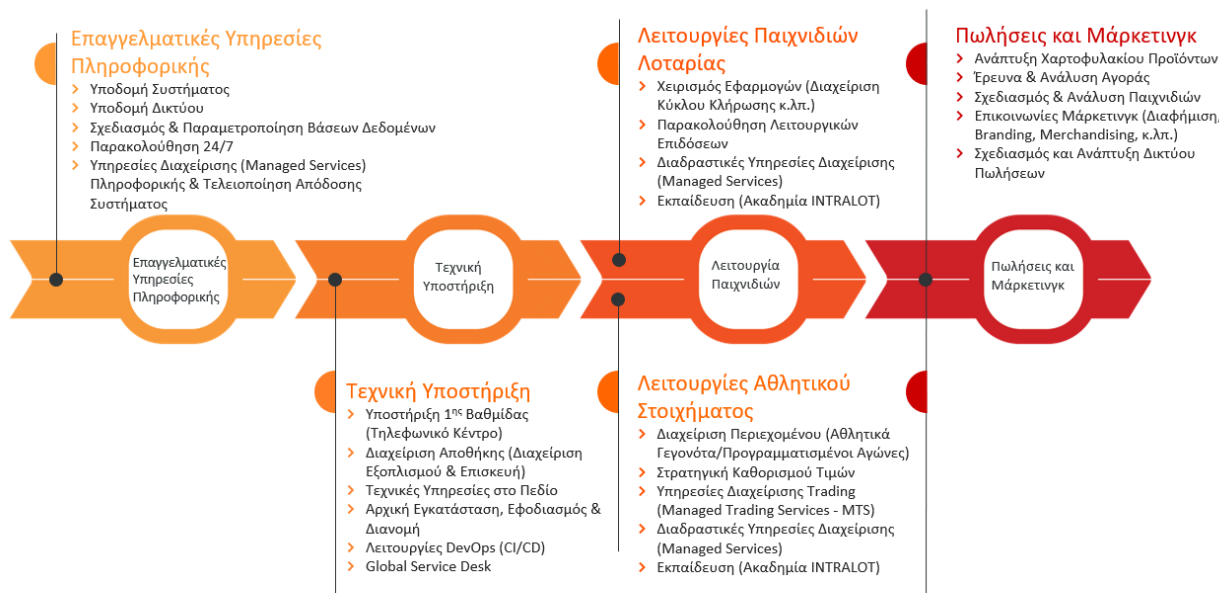 Επαγγελματικές Υπηρεσίες
Πληροφορικής
Υποδομή Συστήματος
Υποδομή Δικτύου
Σχεδιασμός & Παραμετροποίηση Βάσεων Δεδομένων
Παρακολούθηση 24/7
Υπηρεσίες Διαχείρισης (Managed Services)
Πληροφορικής & Τελειοποίηση Απόδοσης
Συστήματος
Λειτουργίες Παιχνιδιών
Λοταρίας
Χειρισμός Εφαρμογών (Διαχείριση
Κύκλου Κλήρωσης κ.λπ.)
Παρακολούθηση Λειτουργικών
Επιδόσεων
Διαδραστικές Υπηρεσίες Διαχείρισης
(Managed Services)
Εκπαίδευση (Ακαδημία INTRALOT)
Πωλήσεις και Μάρκετινγκ
Ανάπτυξη Χαρτοφυλακίου Προϊόντων
Έρευνα & Ανάλυση Αγοράς
Σχεδιασμός & Ανάλυση Παιχνιδιών
Επικοινωνίες Μάρκετινγκ (Διαφήμιση,
Branding, Merchandising, κ.λπ.)
Σχεδιασμός και Ανάπτυξη Δικτύου
Πωλήσεων
Επαγγελματικές
Υπηρεσίες
Πληροφορικής
Τεχνική
Υποστήριξη
Λειτουργία
Παιχνιδιών
Πωλήσεις και
Μάρκετινγκ
Τεχνική Υποστήριξη
Υποστήριξη 1ης Βαθμίδας
(Τηλεφωνικό Κέντρο)
Διαχείριση Αποθήκης (Διαχείριση
Εξοπλισμού & Επισκευή)
Τεχνικές Υπηρεσίες στο Πεδίο
Αρχική Εγκατάσταση, Εφοδιασμός &
Διανομή
Λειτουργίες DevOps (CI/CD)
Global Service Desk
Λειτουργίες Αθλητικού
Στοιχήματος
Διαχείριση Περιεχομένου (Αθλητικά
Γεγονότα/Προγραμματισμένοι Αγώνες)
Στρατηγική Καθορισμού Τιμών
Υπηρεσίες Διαχείρισης Trading
(Managed Trading Services - MTS)
Διαδραστικές Υπηρεσίες Διαχείρισης
(Managed Services)
Εκπαίδευση (Ακαδημία INTRALOT)